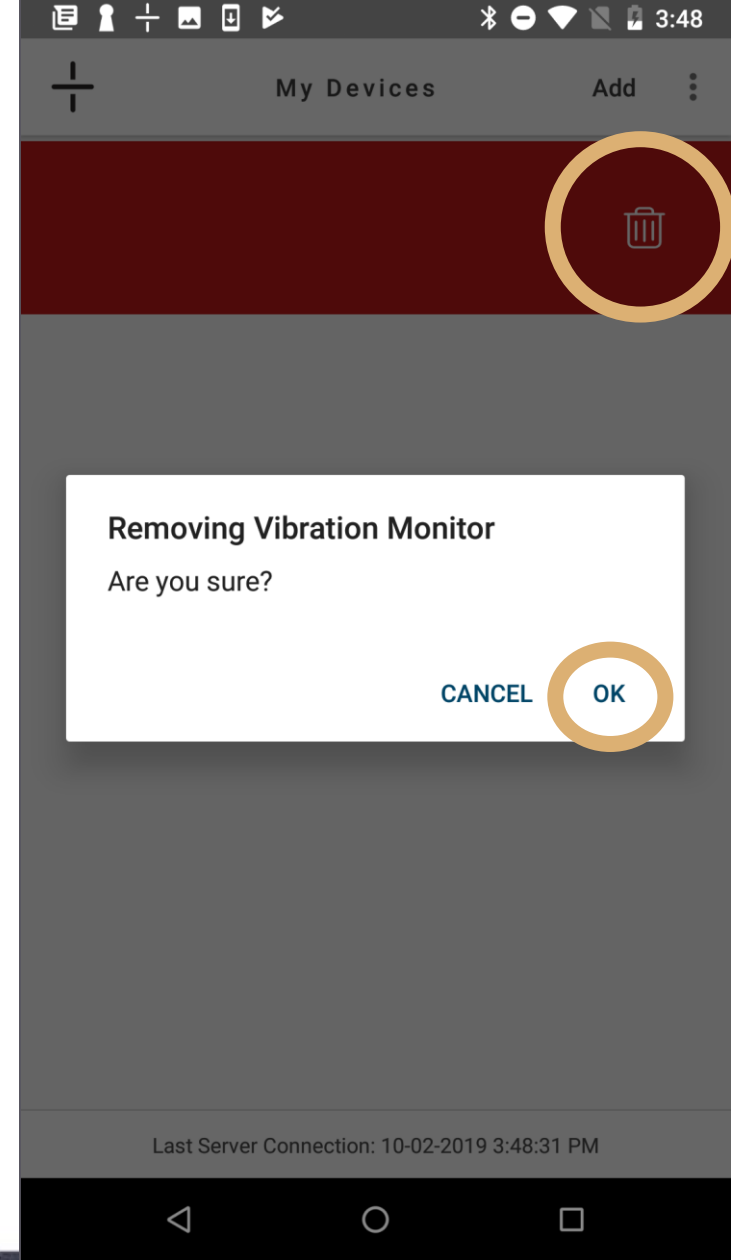 3:48
My Devices Add
Removing Vibration Monitor
Are you sure?
CANCEL OK
Last Server Connection: 10-02-2019 3:48:31 PM